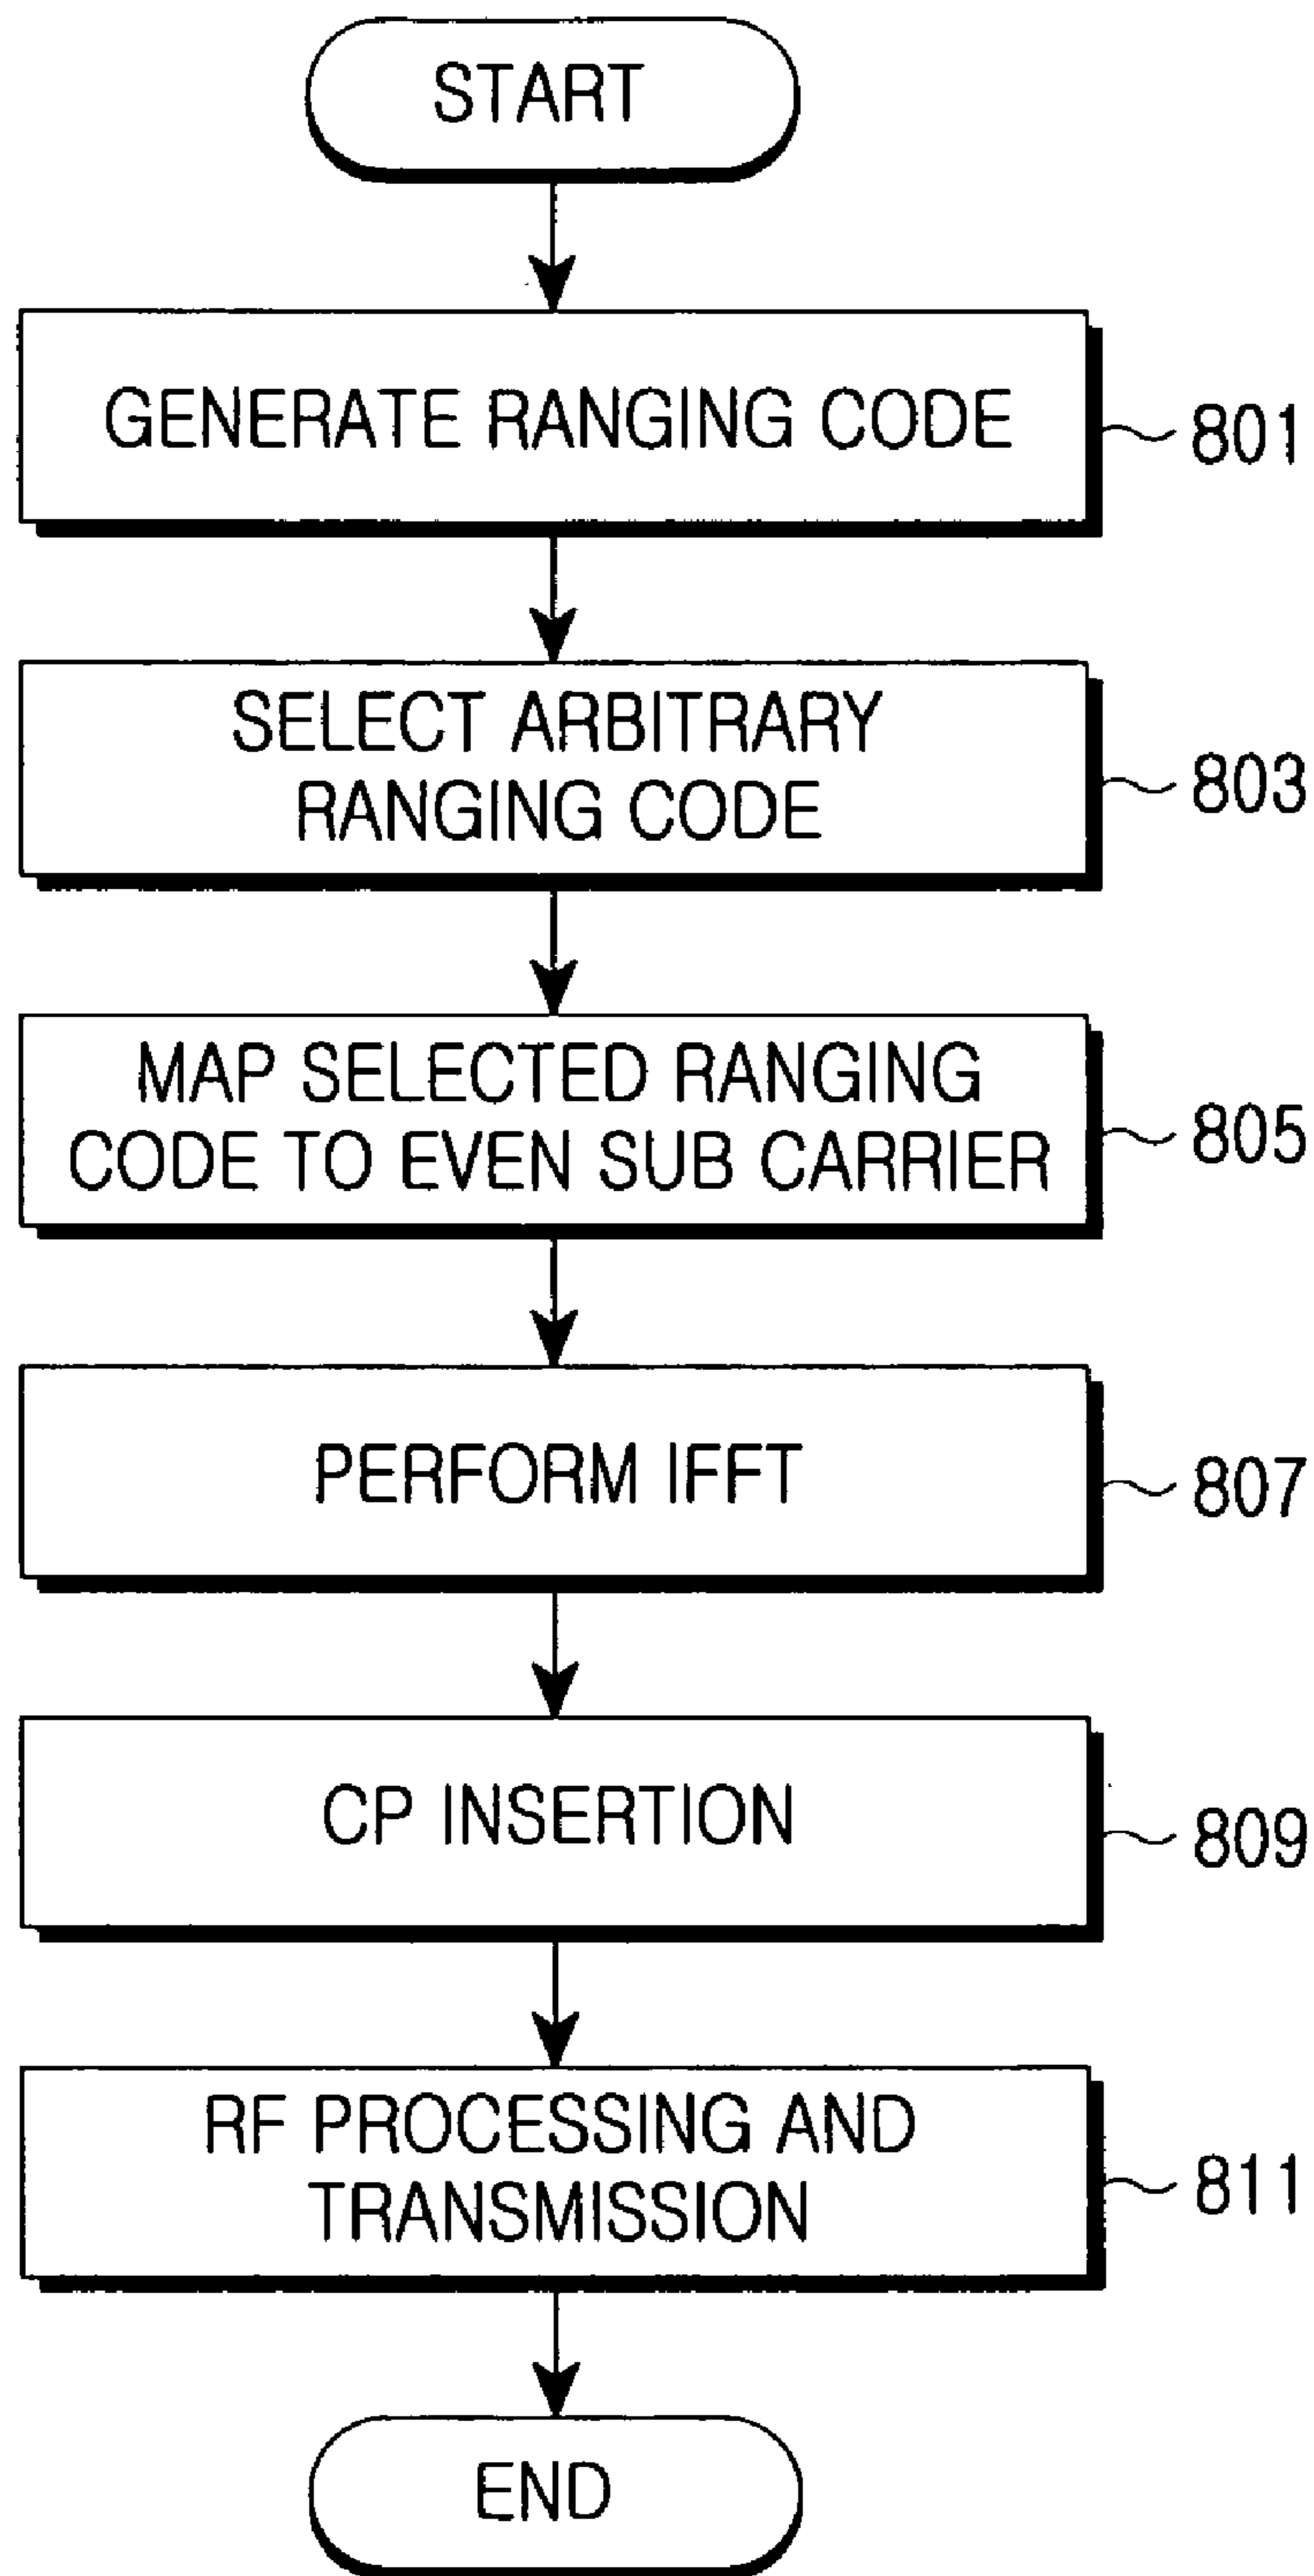 START
GENERATE RANGING CODE
801
SELECT ARBITRARY
RANGING CODE
803
MAP SELECTED RANGING
CODE TO EVEN SUB CARRIER
805
PERFORM IFFT
807
CP INSERTION
809
RF PROCESSING AND
TRANSMISSION
811
END